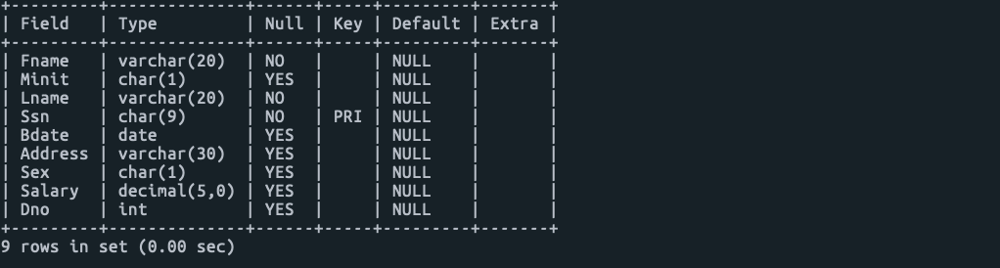 +---------+--------------+------+-----+---------+-------+
| Field   | Type         | Null | Key | Default | Extra |
+---------+--------------+------+-----+---------+-------+
| Fname   | varchar(20)  | NO   |     | NULL    |       |
| Minit   | char(1)      | YES  |     | NULL    |       |
| Lname   | varchar(20)  | NO   |     | NULL    |       |
| Ssn     | char(9)      | NO   | PRI | NULL    |       |
| Bdate   | date         | YES  |     | NULL    |       |
| Address | varchar(30)  | YES  |     | NULL    |       |
| Sex     | char(1)      | YES  |     | NULL    |       |
| Salary  | decimal(5,0) | YES  |     | NULL    |       |
| Dno     | int          | YES  |     | NULL    |       |
+---------+--------------+------+-----+---------+-------+
9 rows in set (0.00 sec)